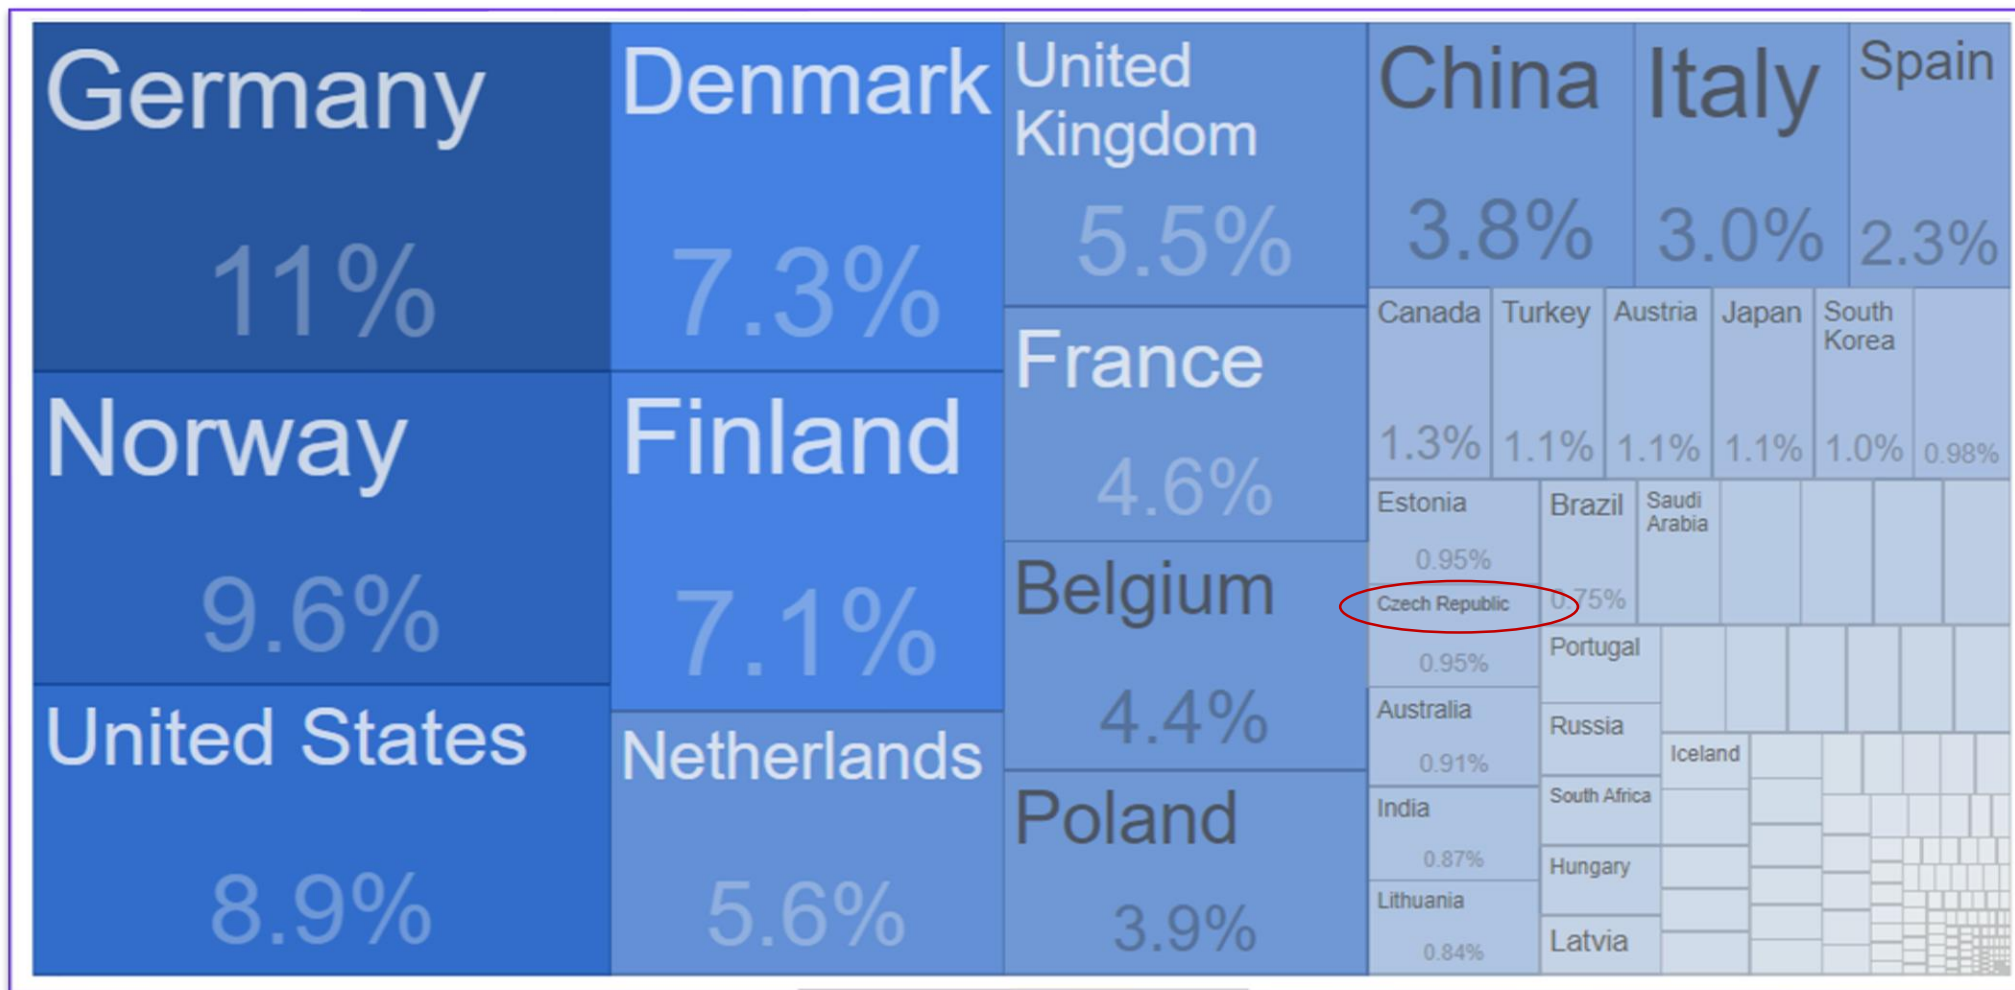 Germany
11%
Norway
9.6%
United States
8.9%
Denmark
7.3%
Finland
7.1%
Netherlands
5.6%
United
Kingdom
5.5%
France
4.6%
Belgium
4.4%
Poland
3.9%
China
3.8%
Italy
3.0%
Spain
2.3%
Canada
1.3%
Turkey
1.1%
Austria
1.1%
Japan
1.1%
South
Korea
1.0%
0.98%
Estonia
0.95%
Czech Republic
0.95%
Australia
0.91%
India
0.87%
Lithuania
0.84%
Brazil
0.75%
Saudi
Arabia
Portugal
Russia
South Africa
Hungary
Latvia
Iceland